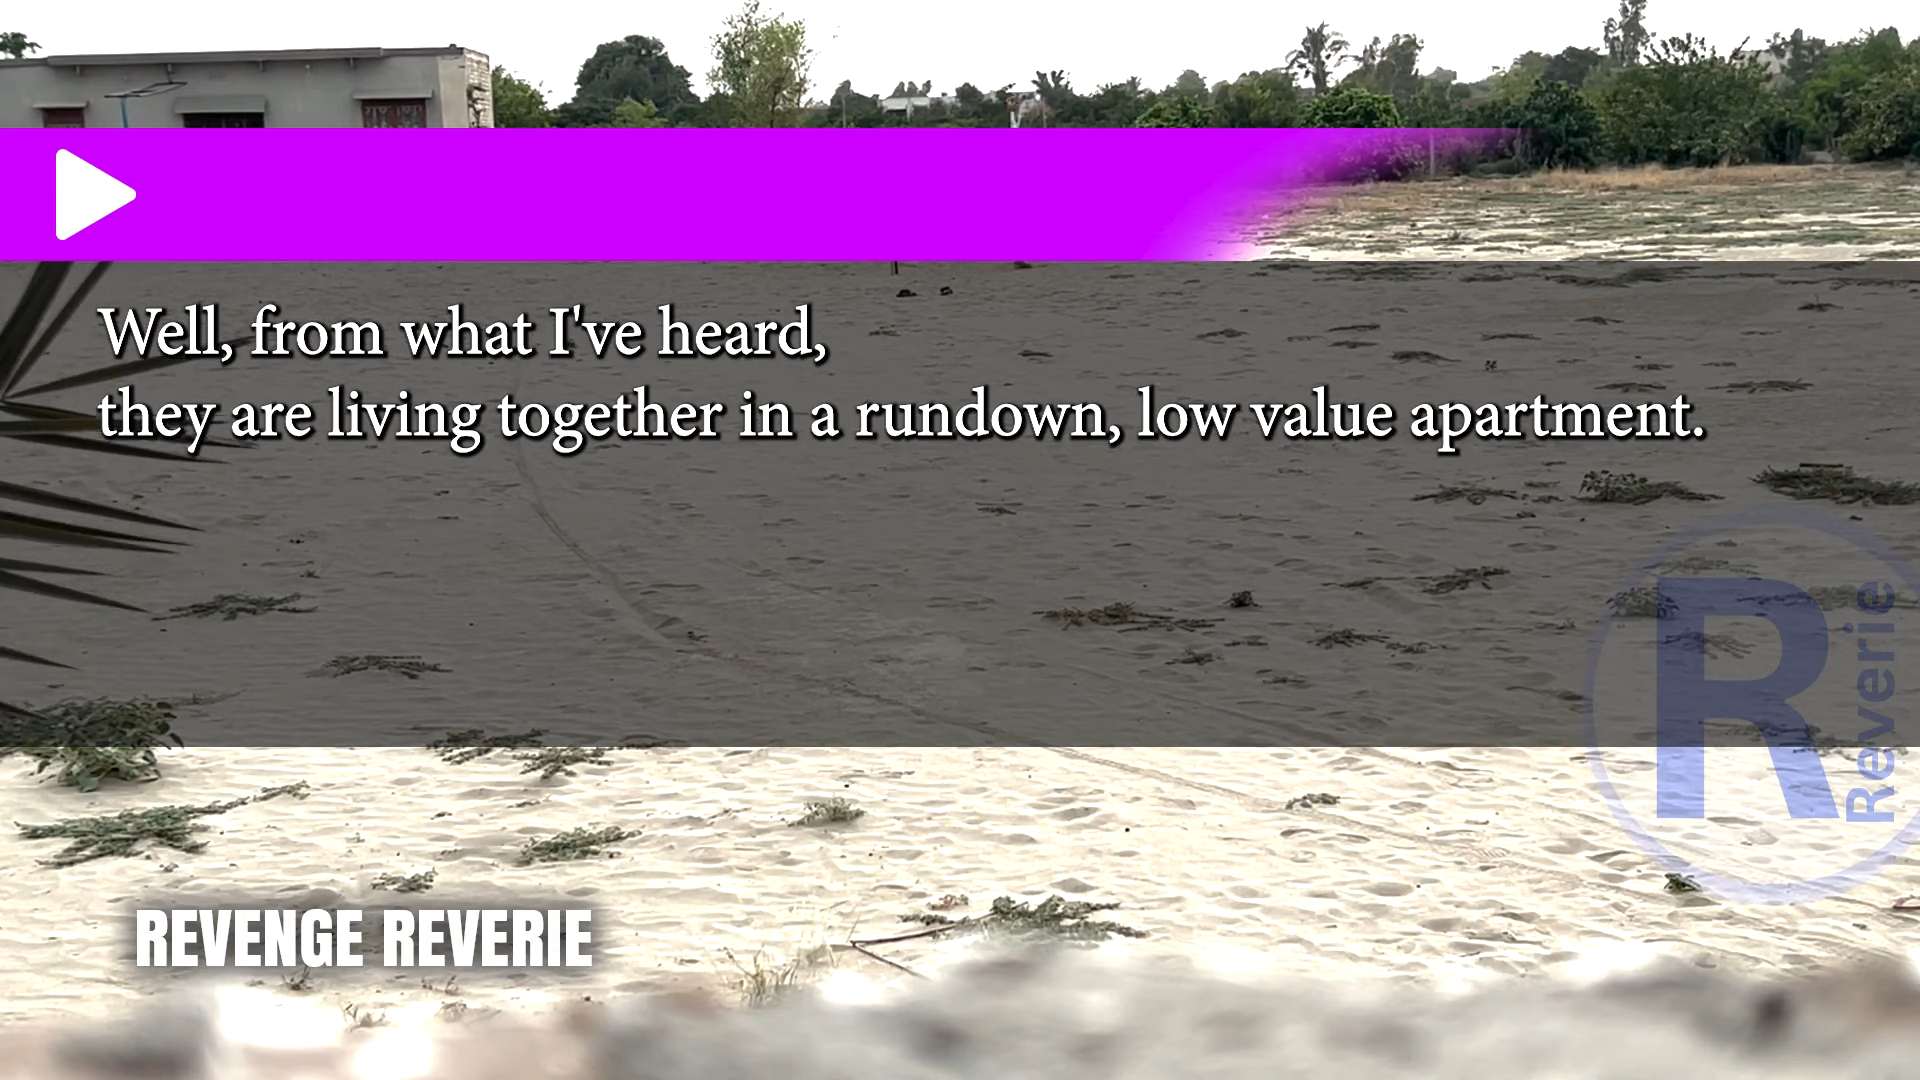 Well, from what I've heard,
they are living together in a rundown, low value apartment.
R
Reverie
REVENGE REVERIE